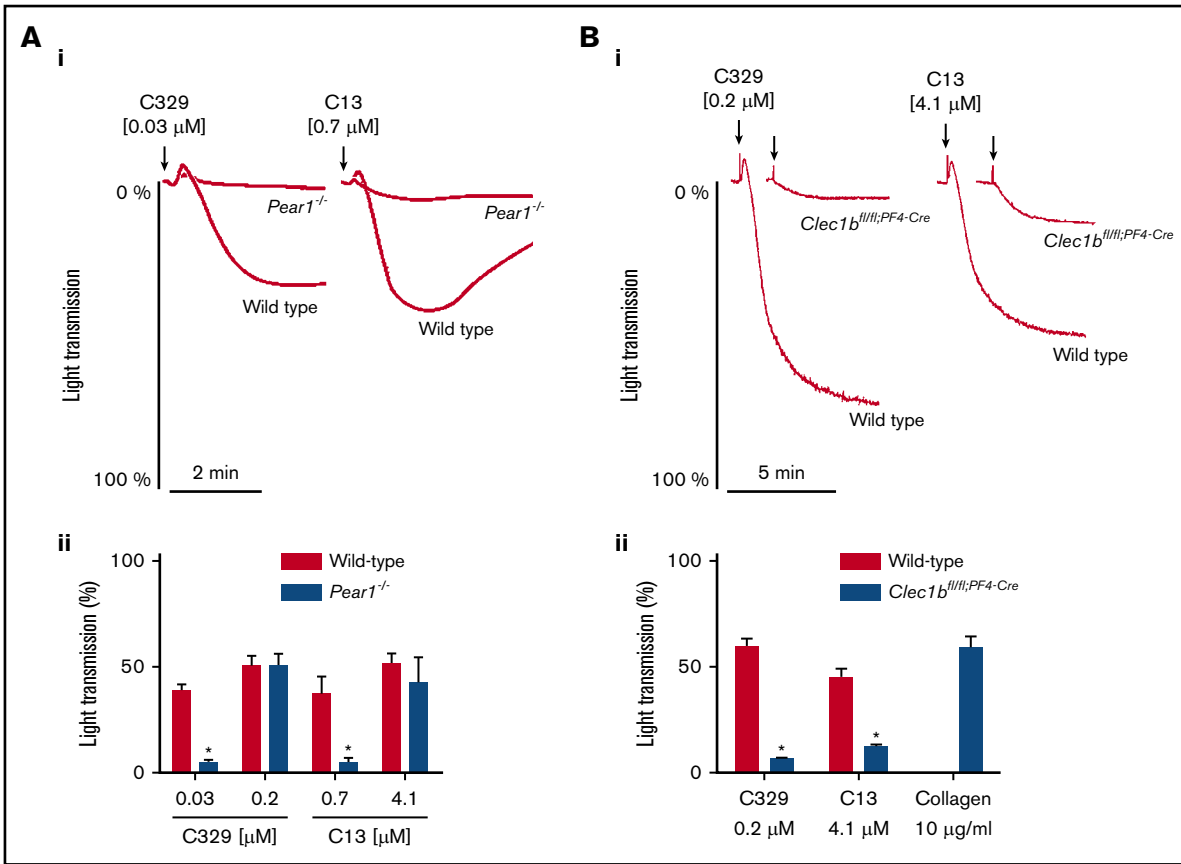 A
i
C329
[0.03 μM]
C13
[0.7 μM]
0 %
Pear1-/-
Pear1-/-
Wild type
Wild type
Light transmission
100 %
2 min
ii
Wild-type
Pear1-/-
100
50
0
Light transmission (%)
*
*
0.03 0.2 0.7 4.1
C329 [μM] C13 [μM]
B
i
C329
[0.2 μM]
C13
[4.1 μM]
0 %
Clec1bfl/fl;PF4-Cre
Clec1bfl/fl;PF4-Cre
Wild type
Wild type
Light transmission
100 %
5 min
ii
Wild-type
Clec1bfl/fl;PF4-Cre
100
50
0
Light transmission (%)
*
*
C329 C13 Collagen
0.2 μM 4.1 μM 10 μg/ml